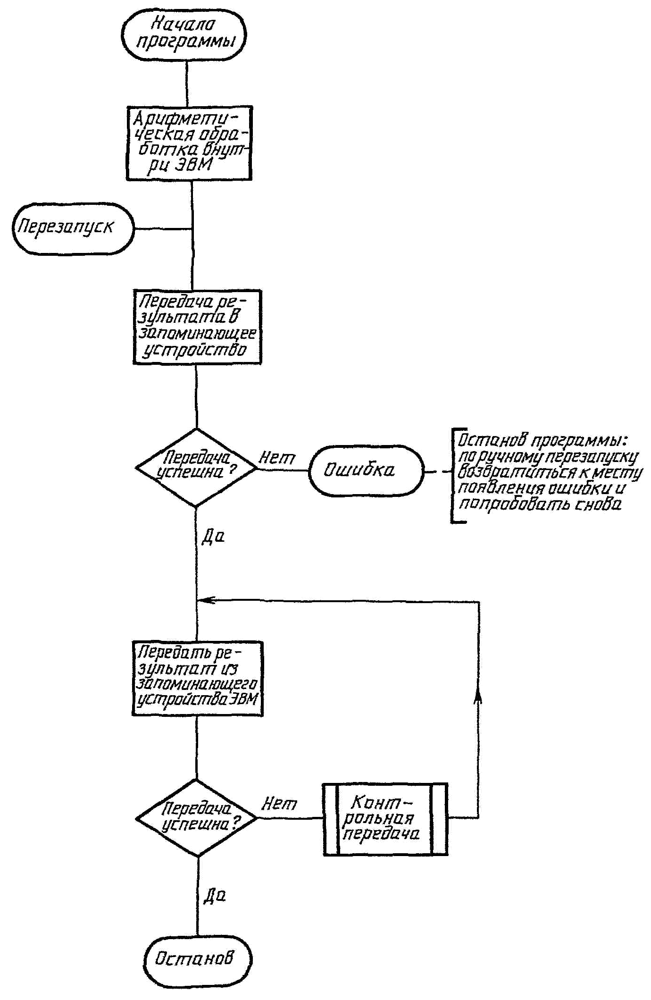 Начало
программы
Арифмети-
ческая обра-
ботка внут-
ри ЭВМ
Перезапуск
Передача ре-
зультата в
запоминающее
устройство
Передача
успешна?
Нет
Ошибка
Останов программы:
по ручному перезапуску
возвратиться к месту
появления ошибки и
попробовать снова
Да
Передать ре-
зультат из
запоминающего
устройства ЭВМ
Передача
успешна?
Нет
Конт-
рольная
передача
Да
Останов